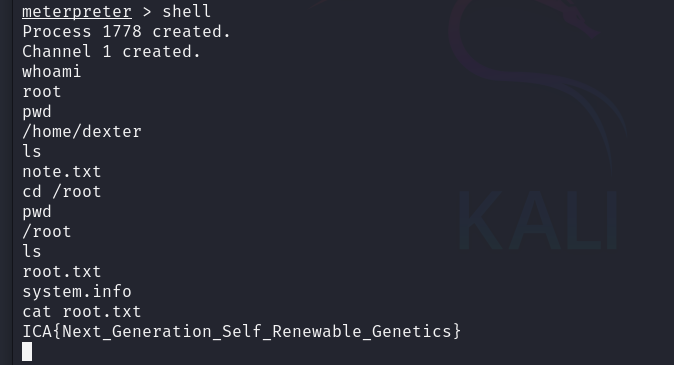 meterpreter > shell
Process 1778 created.
Channel 1 created.
whoami
root
pwd
/home/dexter
ls
note.txt
cd /root
pwd
/root
ls
root.txt
system.info
cat root.txt
ICA{Next_Generation_Self_Renewable_Genetics}
KALI